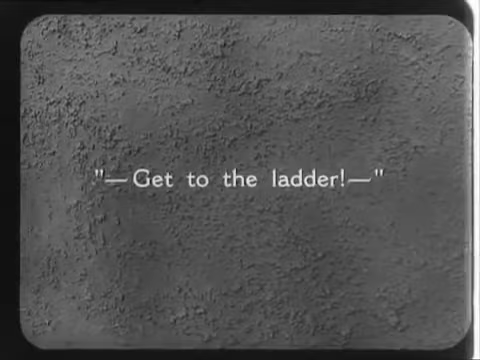 "—Get to the ladder!—"